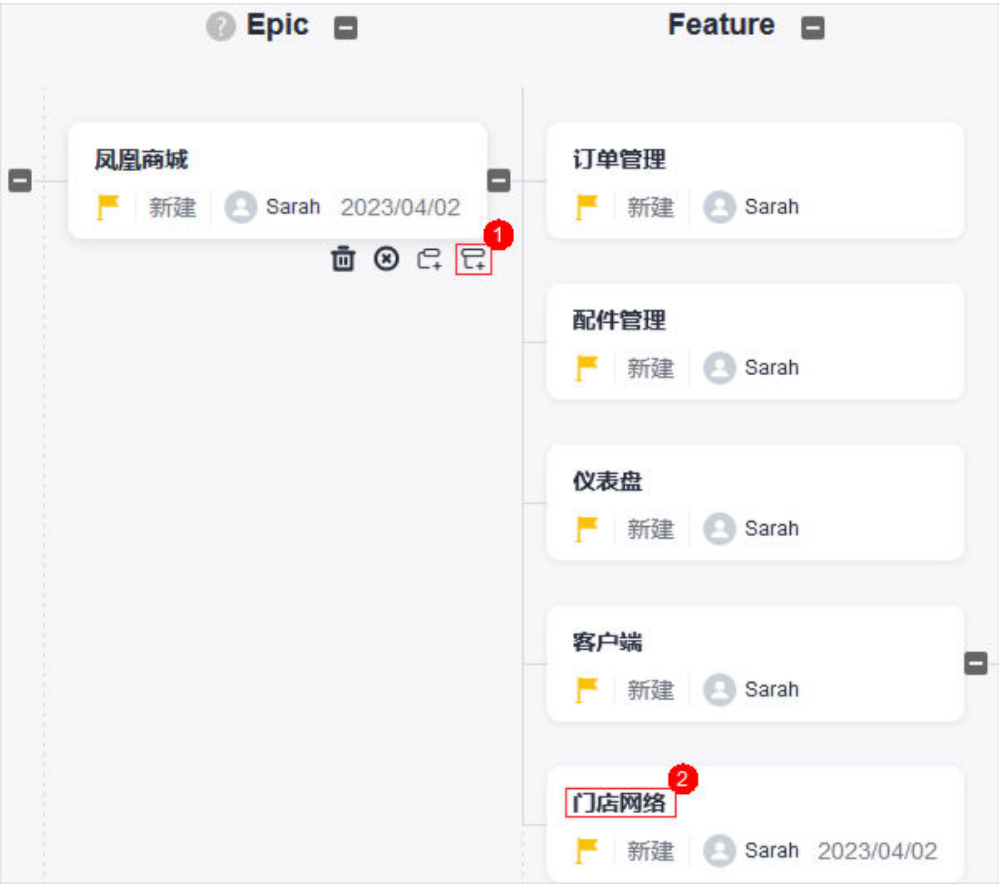 ? Epic
Feature
凤凰商城
新建 Sarah 2023/04/02
1
订单管理
新建 Sarah
配件管理
新建 Sarah
仪表盘
新建 Sarah
客户端
新建 Sarah
2
门店网络
新建 Sarah 2023/04/02